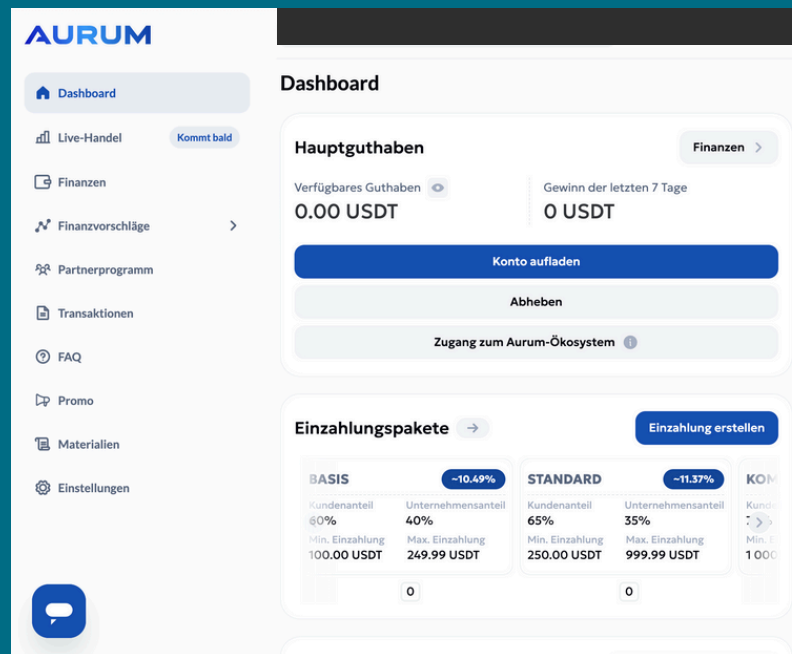 AURUM
Dashboard
Live-Handel Kommt bald
Finanzen
Finanzvorschläge
Partnerprogramm
Transaktionen
FAQ
Promo
Materialien
Einstellungen
Dashboard
Hauptguthaben Finanzen
Verfügbares Guthaben Gewinn der letzten 7 Tage
0.00 USDT 0 USDT
Konto aufladen
Abheben
Zugang zum Aurum-Ökosystem
Einzahlungspakete Einzahlung erstellen
BASIS ~10.49% STANDARD ~11.37%
Kundenanteil Unternehmensanteil Kundenanteil Unternehmensanteil
60% 40% 65% 35%
Min. Einzahlung Max. Einzahlung Min. Einzahlung Max. Einzahlung
100.00 USDT 249.99 USDT 250.00 USDT 999.99 USDT
0 0